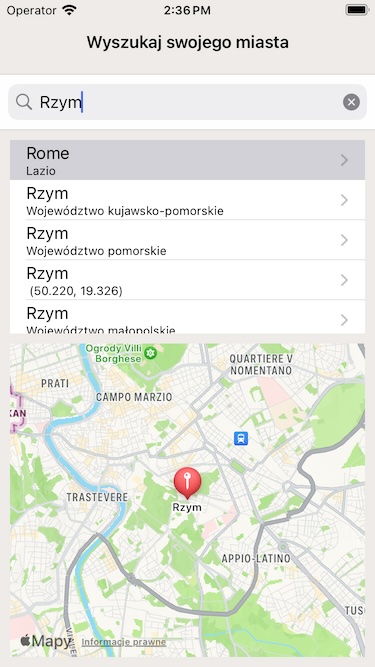 Operator 2:36 PM
Wyszukaj swojego miasta
Rzym
Rome
Lazio
Rzym
Województwo kujawsko-pomorskie
Rzym
Województwo pomorskie
Rzym
(50.220, 19.326)
Rzym
Województwo małopolskie
Ogrody Villi
Borghese
QUARTIERE V
NOMENTANO
PRATI
CAMPO MARZIO
KAN
TRASTEVERE
Rzym
APPIO-LATINO
TUS
Mapy
Informacje prawne